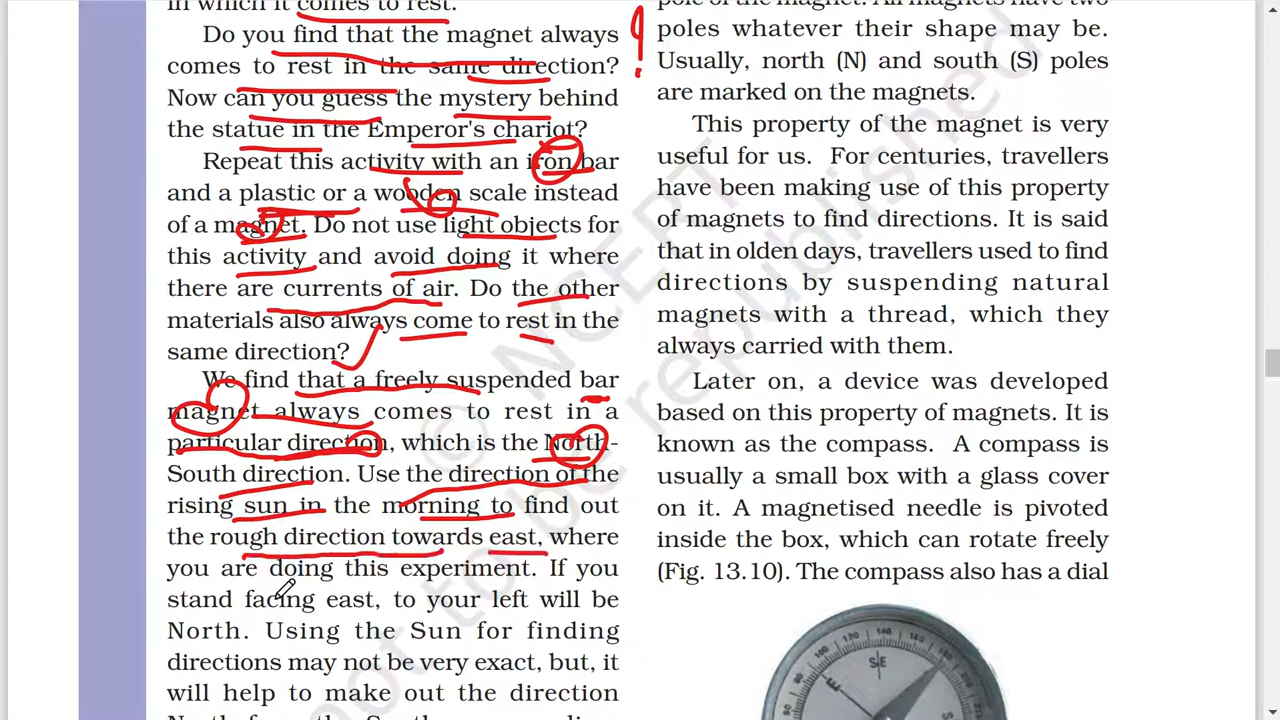 in which it comes to rest.
Do you find that the magnet always
comes to rest in the same direction?
Now can you guess the mystery behind
the statue in the Emperor's chariot?
Repeat this activity with an iron bar
and a plastic or a wooden scale instead
of a magnet. Do not use light objects for
this activity and avoid doing it where
there are currents of air. Do the other
materials also always come to rest in the
same direction?
We find that a freely suspended bar
magnet always comes to rest in a
particular direction, which is the North-
South direction. Use the direction of the
rising sun in the morning to find out
the rough direction towards east, where
you are doing this experiment. If you
stand facing east, to your left will be
North. Using the Sun for finding
directions may not be very exact, but, it
will help to make out the direction
pole of the magnet. All magnets have two
poles whatever their shape may be.
Usually, north (N) and south (S) poles
are marked on the magnets.
This property of the magnet is very
useful for us. For centuries, travellers
have been making use of this property
of magnets to find directions. It is said
that in olden days, travellers used to find
directions by suspending natural
magnets with a thread, which they
always carried with them.
Later on, a device was developed
based on this property of magnets. It is
known as the compass. A compass is
usually a small box with a glass cover
on it. A magnetised needle is pivoted
inside the box, which can rotate freely
(Fig. 13.10). The compass also has a dial
SE
E
100
120
140
160
© NCERT
not to be republished